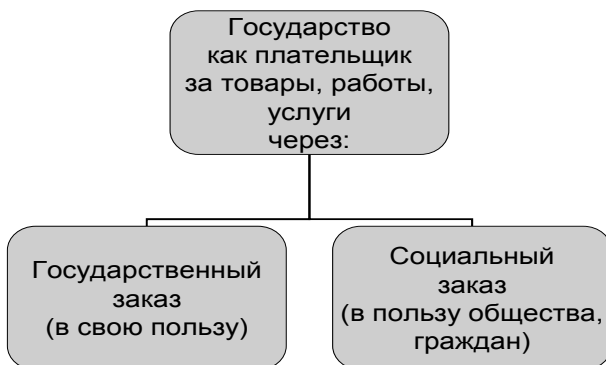 Государство
как плательщик
за товары, работы,
услуги
через:
Государственный
заказ
(в свою пользу)
Социальный
заказ
(в пользу общества,
граждан)